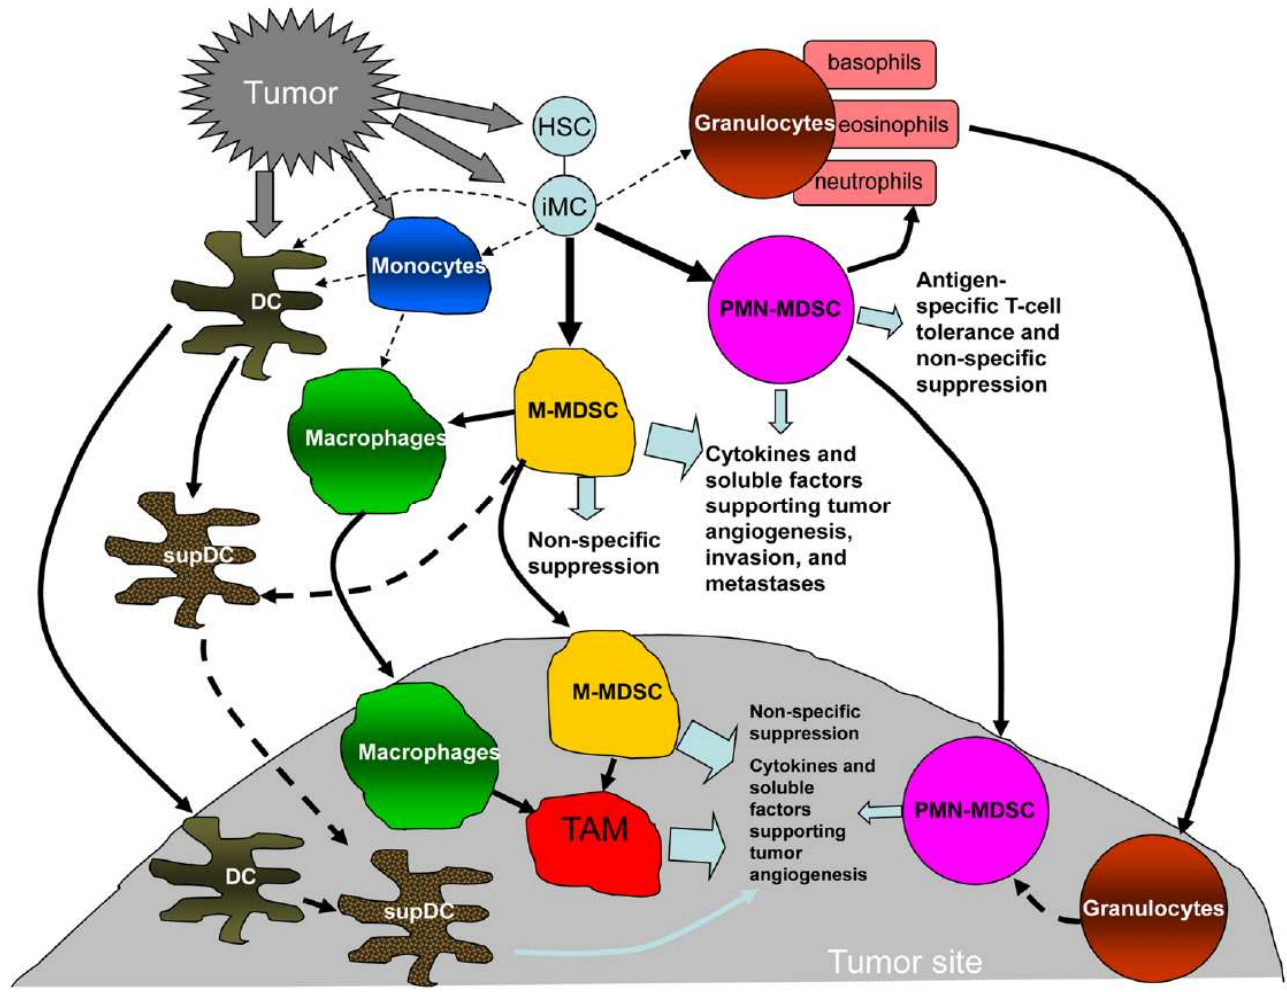 Tumor
HSC
iMC
Granulocytes
basophils
eosinophils
neutrophils
DC
Monocytes
PMN-MDSC
Antigen-
specific T-cell
tolerance and
non-specific
suppression
Macrophages
M-MDSC
Cytokines and
soluble factors
supporting tumor
angiogenesis,
invasion, and
metastases
Non-specific
suppression
supDC
M-MDSC
Macrophages
Non-specific
suppression
Cytokines and
soluble
factors
supporting
tumor
angiogenesis
TAM
PMN-MDSC
DC
supDC
Granulocytes
Tumor site